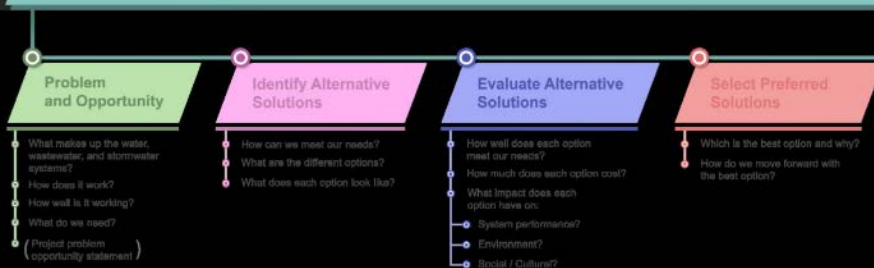 Problem
and Opportunity
What makes up the water,
wastewater, and stormwater
systems?
How does it work?
How well is it working?
What do we need?
(Project problem
opportunity statement)
Identify Alternative
Solutions
How can we meet our needs?
What are the different options?
What does each option look like?
Evaluate Alternative
Solutions
How well does each option
meet our needs?
How much does each option cost?
What impact does each
option have on:
System performance?
Environment?
Social / Cultural?
Select Preferred
Solutions
Which is the best option and why?
How do we move forward with
the best option?